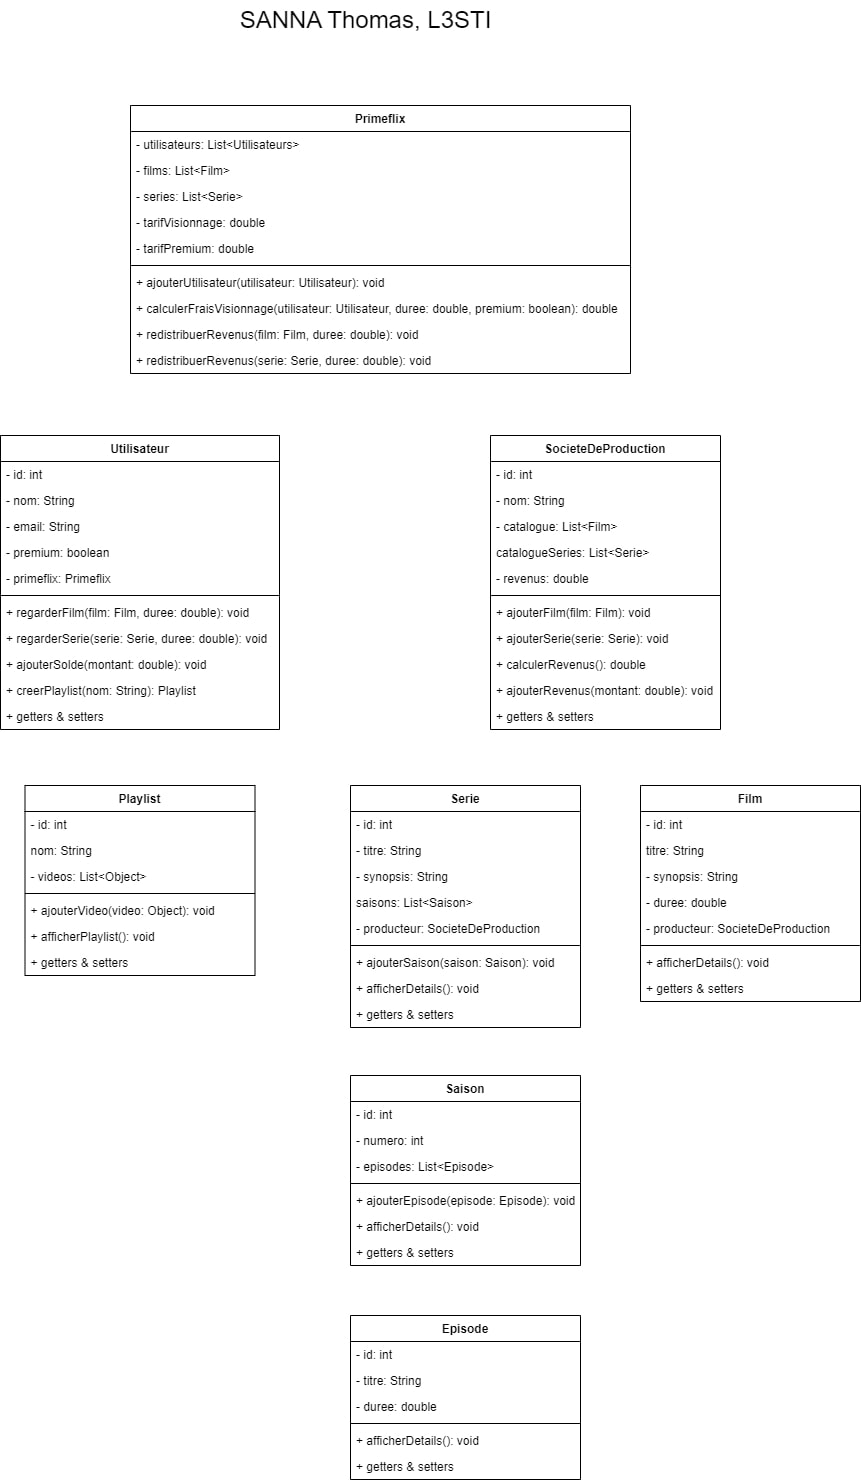 SANNA Thomas, L3STI
Primeflix
- utilisateurs: List<Utilisateurs>
- films: List<Film>
- series: List<Serie>
- tarifVisionnage: double
- tarifPremium: double
+ ajouterUtilisateur(utilisateur: Utilisateur): void
+ calculerFraisVisionnage(utilisateur: Utilisateur, duree: double, premium: boolean): double
+ redistribuerRevenus(film: Film, duree: double): void
+ redistribuerRevenus(serie: Serie, duree: double): void
Utilisateur
- id: int
- nom: String
- email: String
- premium: boolean
- primeflix: Primeflix
+ regarderFilm(film: Film, duree: double): void
+ regarderSerie(serie: Serie, duree: double): void
+ ajouterSolde(montant: double): void
+ creerPlaylist(nom: String): Playlist
+ getters & setters
SocieteDeProduction
- id: int
- nom: String
- catalogue: List<Film>
catalogueSeries: List<Serie>
- revenus: double
+ ajouterFilm(film: Film): void
+ ajouterSerie(serie: Serie): void
+ calculerRevenus(): double
+ ajouterRevenus(montant: double): void
+ getters & setters
Playlist
- id: int
nom: String
- videos: List<Object>
+ ajouterVideo(video: Object): void
+ afficherPlaylist(): void
+ getters & setters
Serie
- id: int
- titre: String
- synopsis: String
saisons: List<Saison>
- producteur: SocieteDeProduction
+ ajouterSaison(saison: Saison): void
+ afficherDetails(): void
+ getters & setters
Film
- id: int
titre: String
- synopsis: String
- duree: double
- producteur: SocieteDeProduction
+ afficherDetails(): void
+ getters & setters
Saison
- id: int
- numero: int
- episodes: List<Episode>
+ ajouterEpisode(episode: Episode): void
+ afficherDetails(): void
+ getters & setters
Episode
- id: int
- titre: String
- duree: double
+ afficherDetails(): void
+ getters & setters